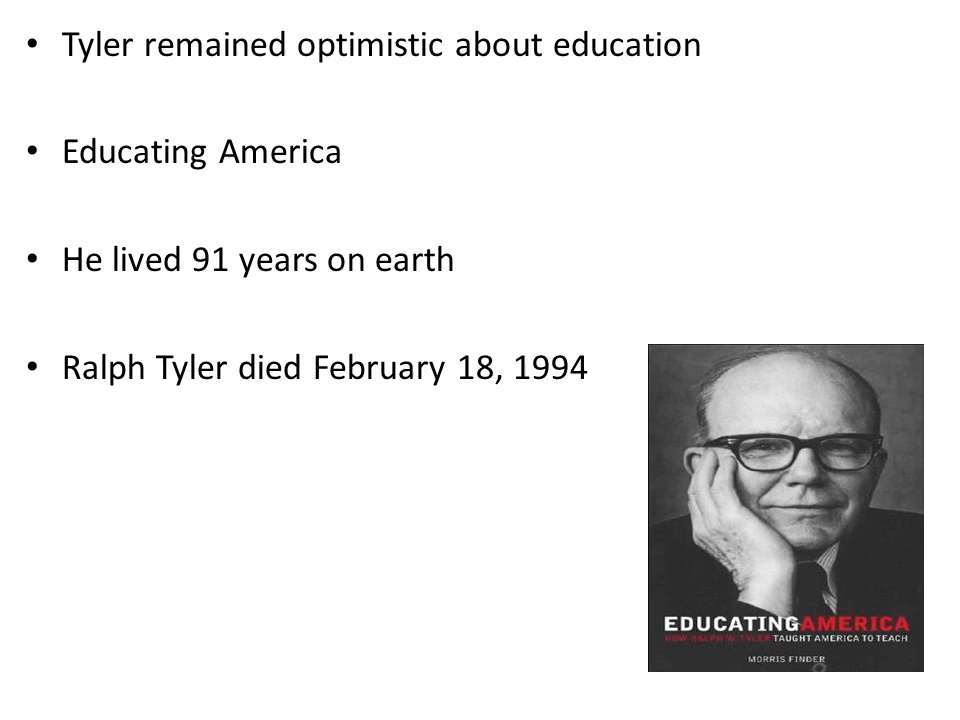 • Tyler remained optimistic about education
• Educating America
• He lived 91 years on earth
• Ralph Tyler died February 18, 1994
EDUCATINGAMERICA
HOW RALPH W. TYLER TAUGHT AMERICA TO TEACH
MORRIS FINDER